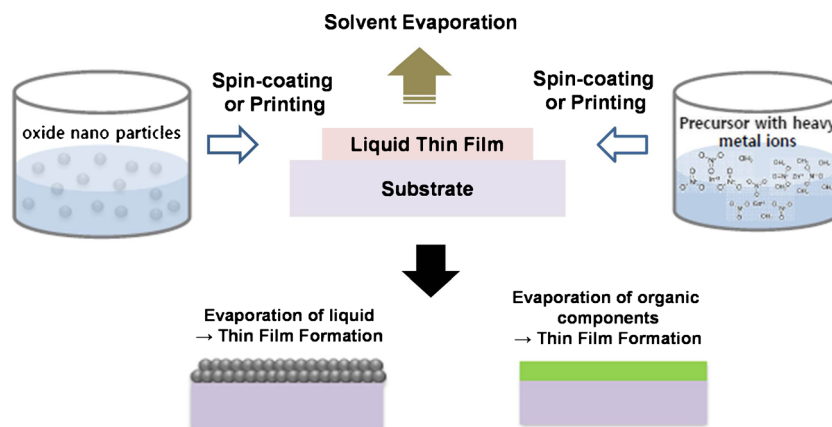 Solvent Evaporation
Spin-coating
or Printing
Spin-coating
or Printing
oxide nano particles
Precursor with heavy
metal ions
Liquid Thin Film
Substrate
Evaporation of liquid
→ Thin Film Formation
Evaporation of organic
components
→ Thin Film Formation